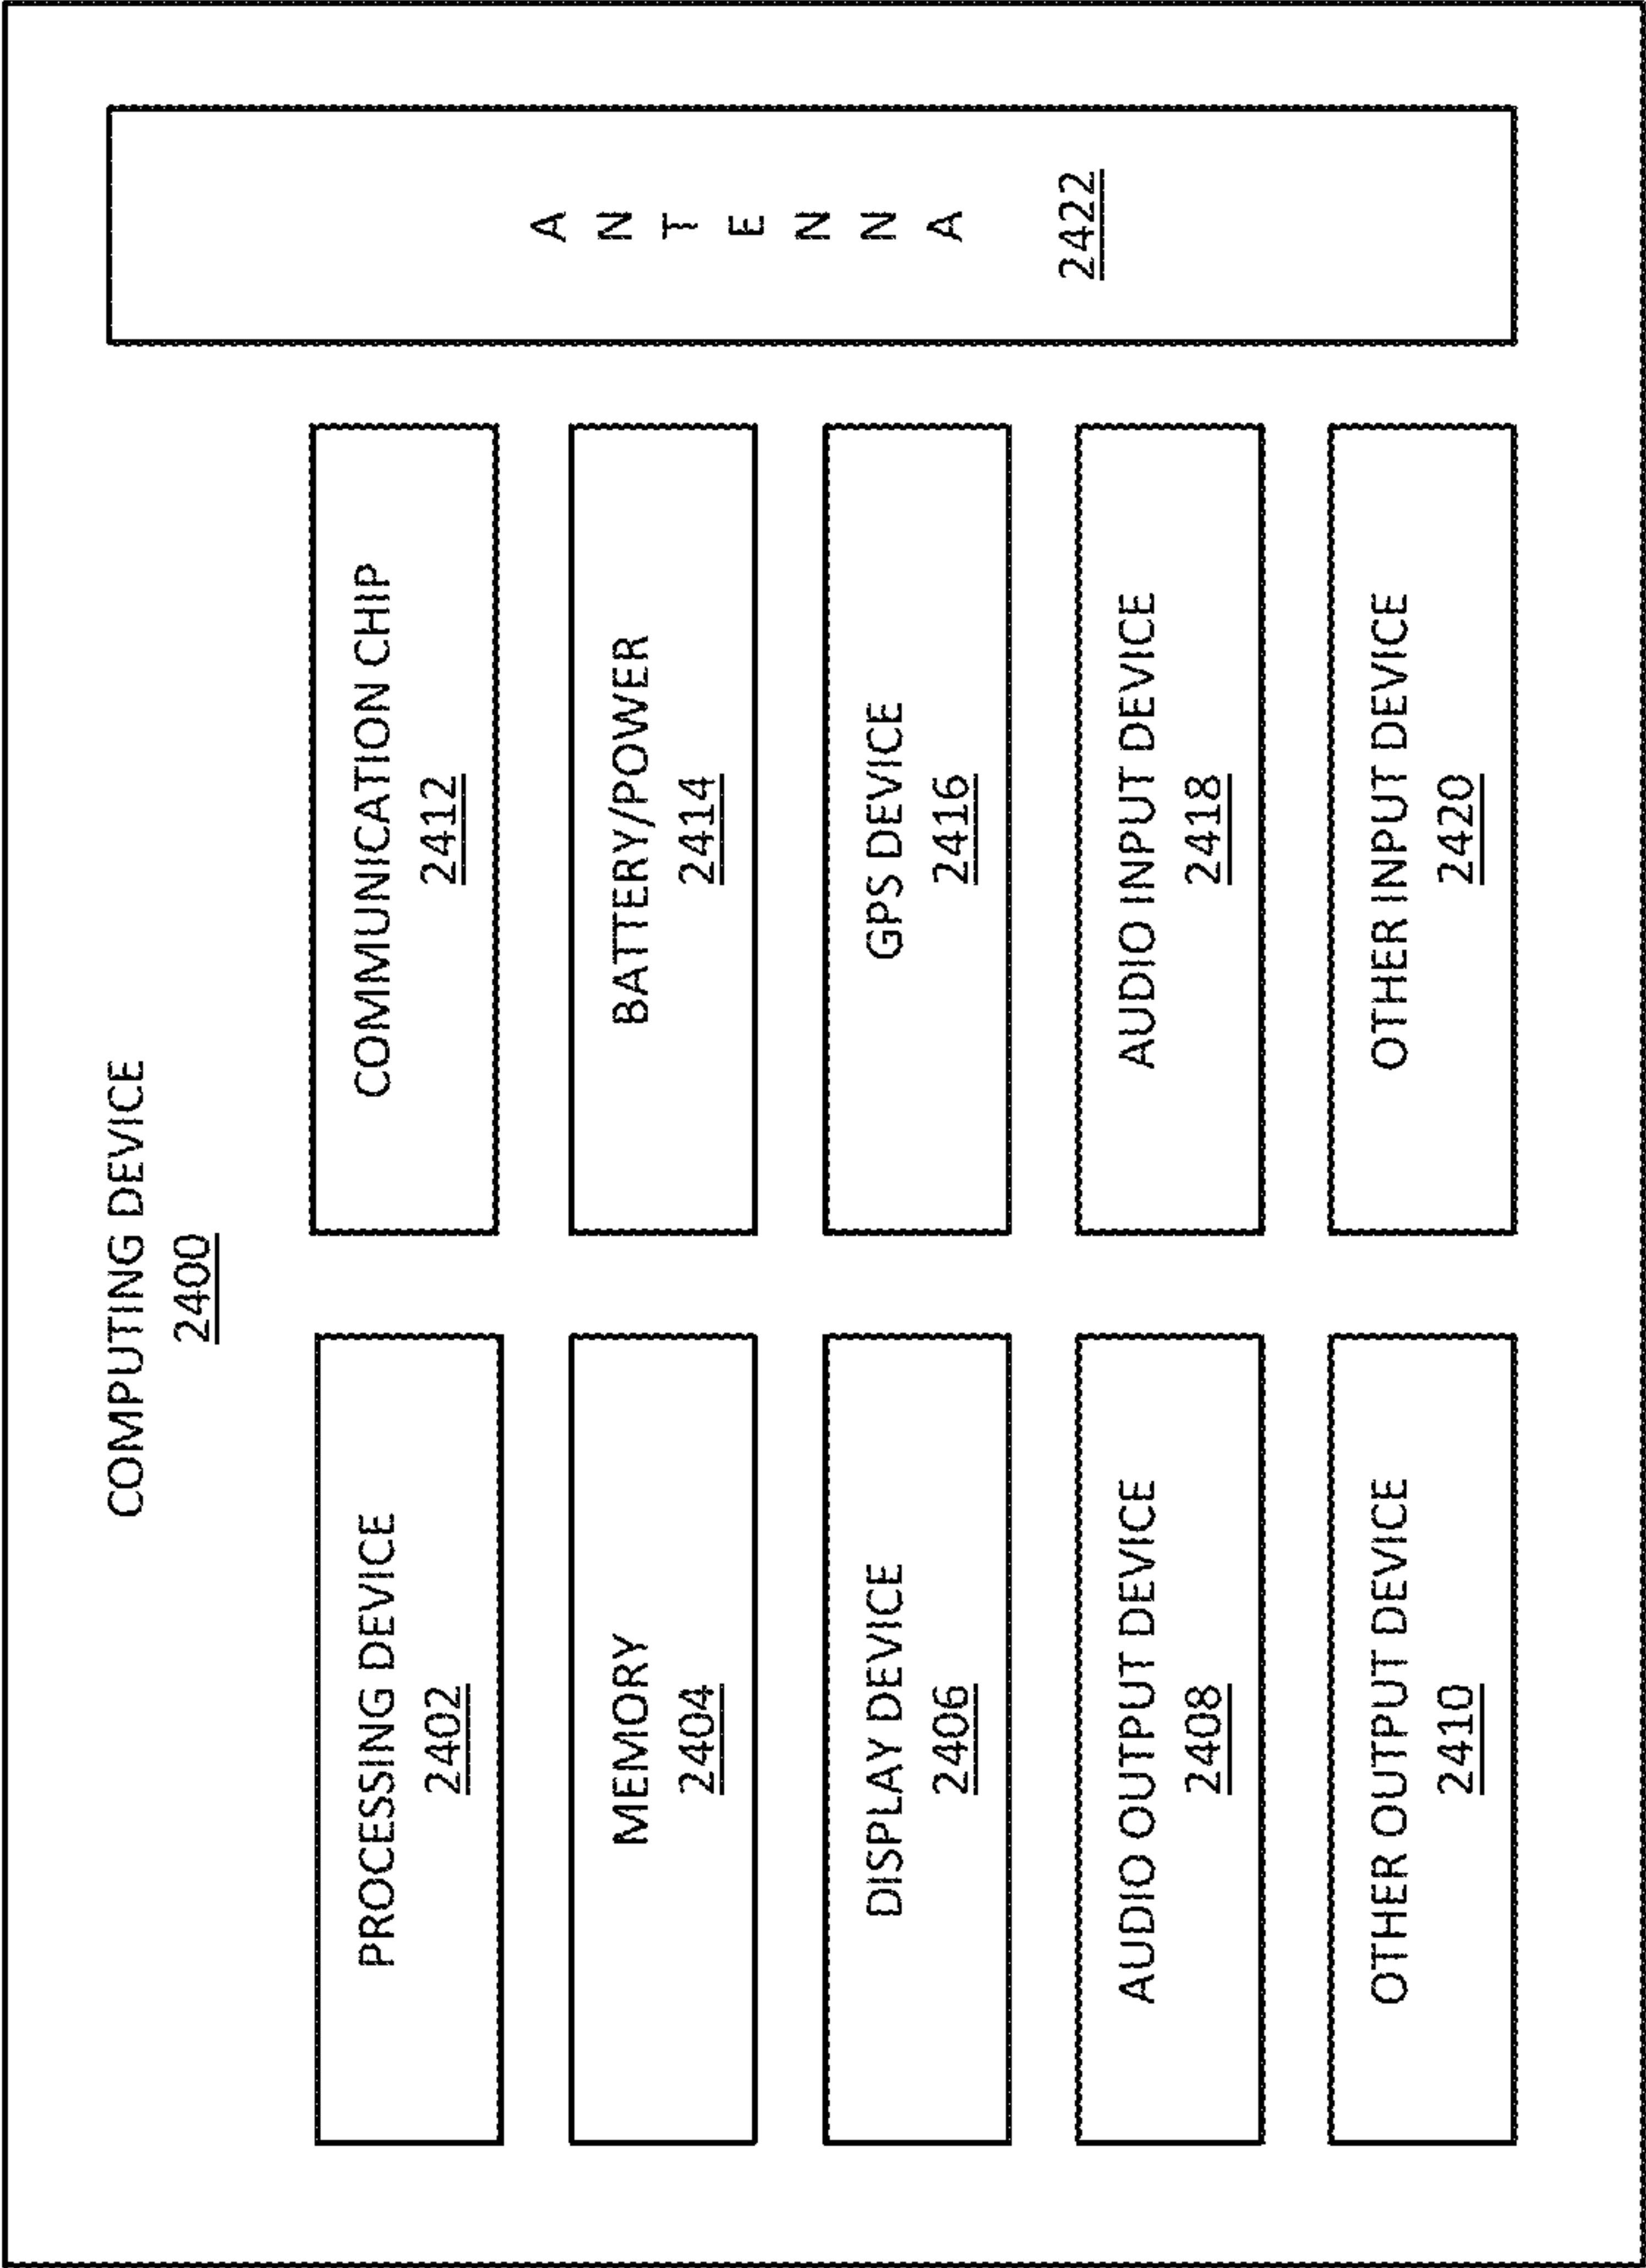 COMPUTING DEVICE
2400
PROCESSING DEVICE
2402
MEMORY
2404
DISPLAY DEVICE
2406
AUDIO OUTPUT DEVICE
2408
OTHER OUTPUT DEVICE
2410
COMMUNICATION CHIP
2412
BATTERY/POWER
2414
GPS DEVICE
2416
AUDIO INPUT DEVICE
2418
OTHER INPUT DEVICE
2420
A
N
T
E
N
N
A
2422